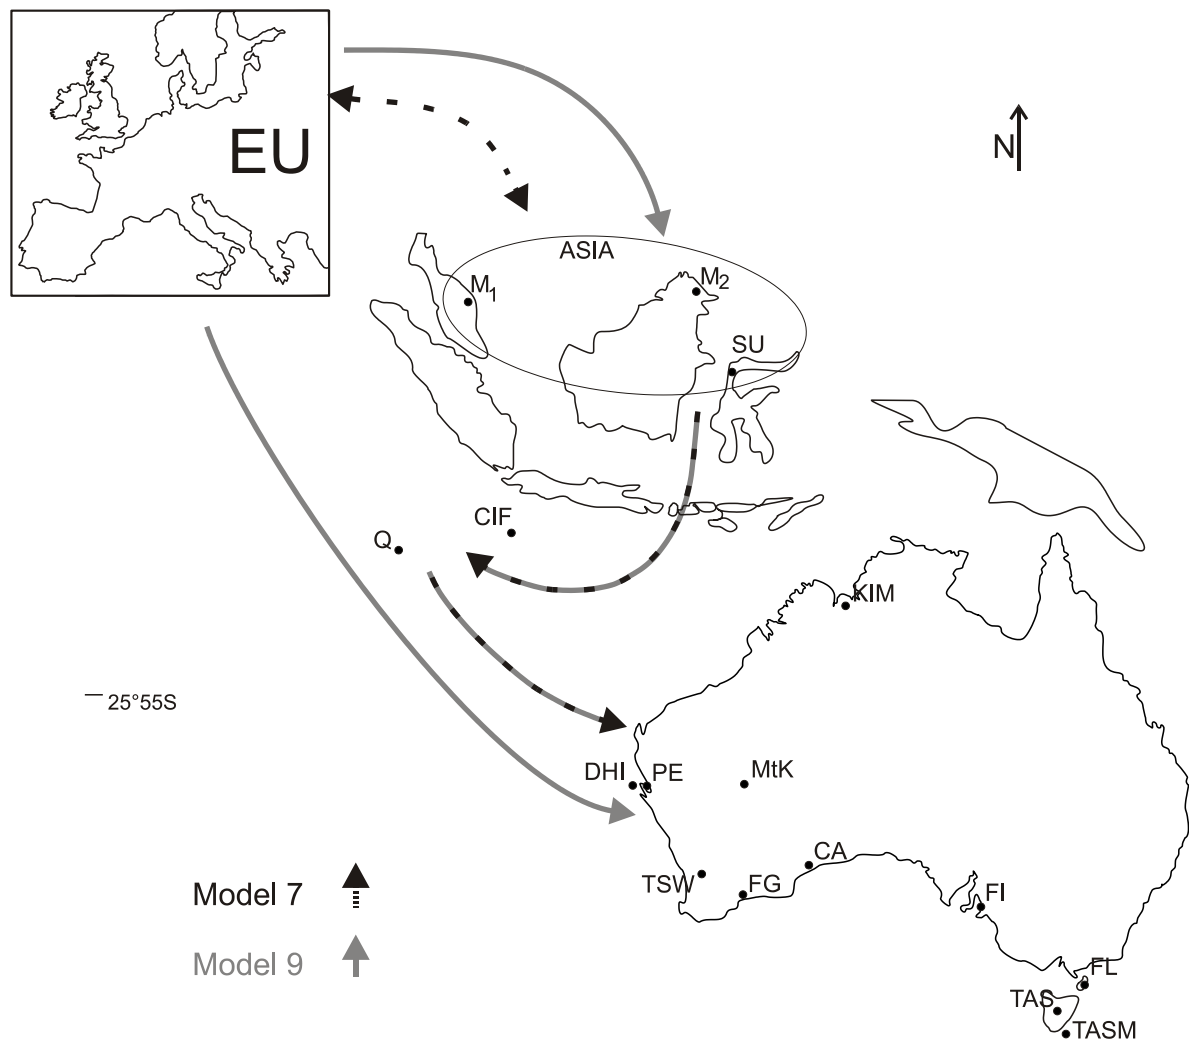 EU
N
ASIA
M1
M2
SU
CIF
Q
KIM
25°55S
DHI
PE
MtK
CA
TSW
FG
FI
Model 7
Model 9
FL
TAS
TASM